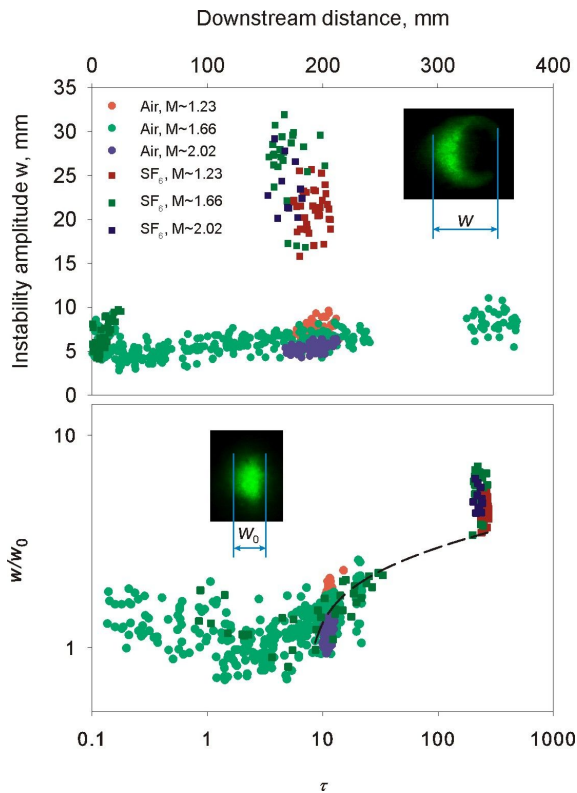 Downstream distance, mm
0 100 200 300 400
35
30
25
20
15
10
5
0
Instability amplitude w, mm
Air, M~1.23
Air, M~1.66
Air, M~2.02
SF₆, M~1.23
SF₆, M~1.66
SF₆, M~2.02
w
10
1
w/w₀
w₀
0.1 1 10 100 1000
τ